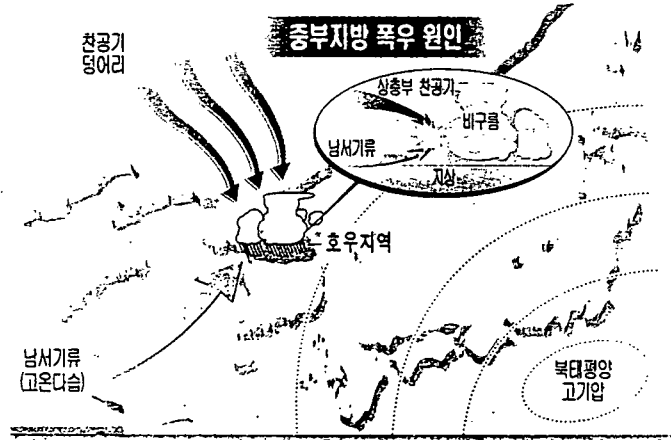 중부지방 폭우 원인
찬공기
덩어리
상층부 찬공기
비구름
남서기류
지상
호우지역
남서기류
(고온다습)
북태평양
고기압